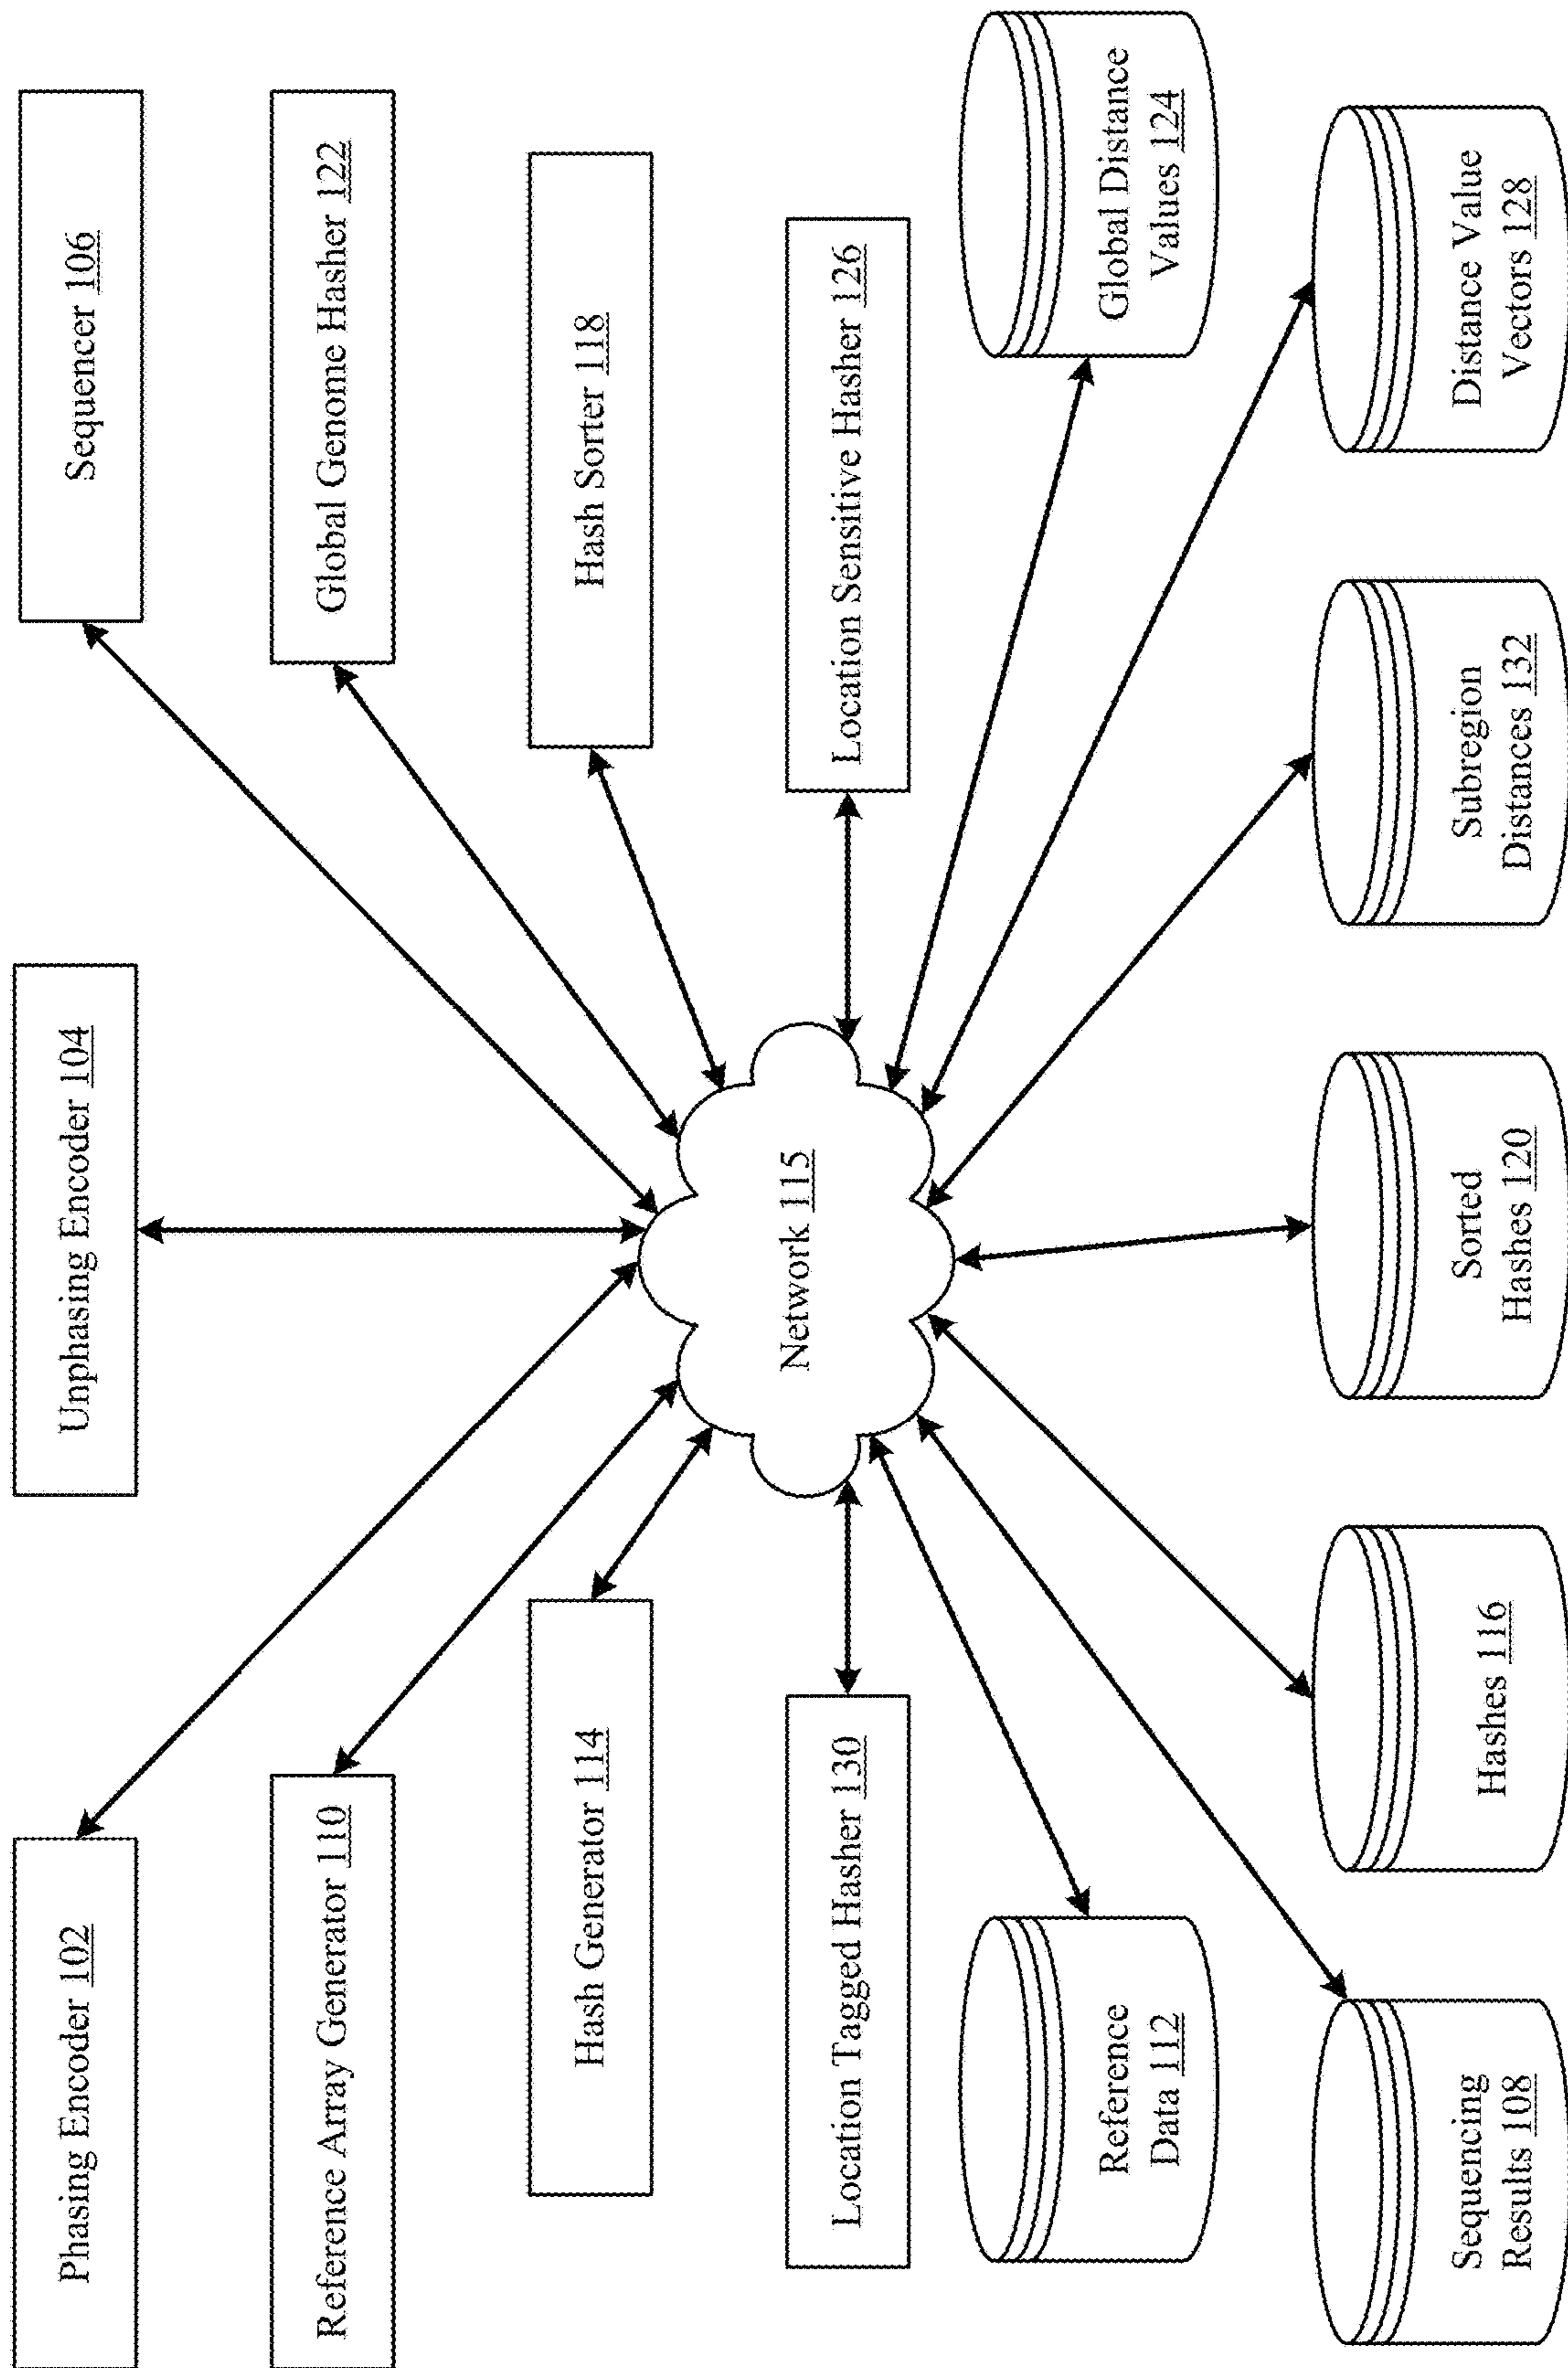 Phasing Encoder 102
Unphasing Encoder 104
Sequencer 106
Reference Array Generator 110
Global Genome Hasher 122
Hash Generator 114
Hash Sorter 118
Network 115
Location Tagged Hasher 130
Location Sensitive Hasher 126
Reference
Data 112
Global Distance
Values 124
Sequencing
Results 108
Hashes 116
Sorted
Hashes 120
Subregion
Distances 132
Distance Value
Vectors 128